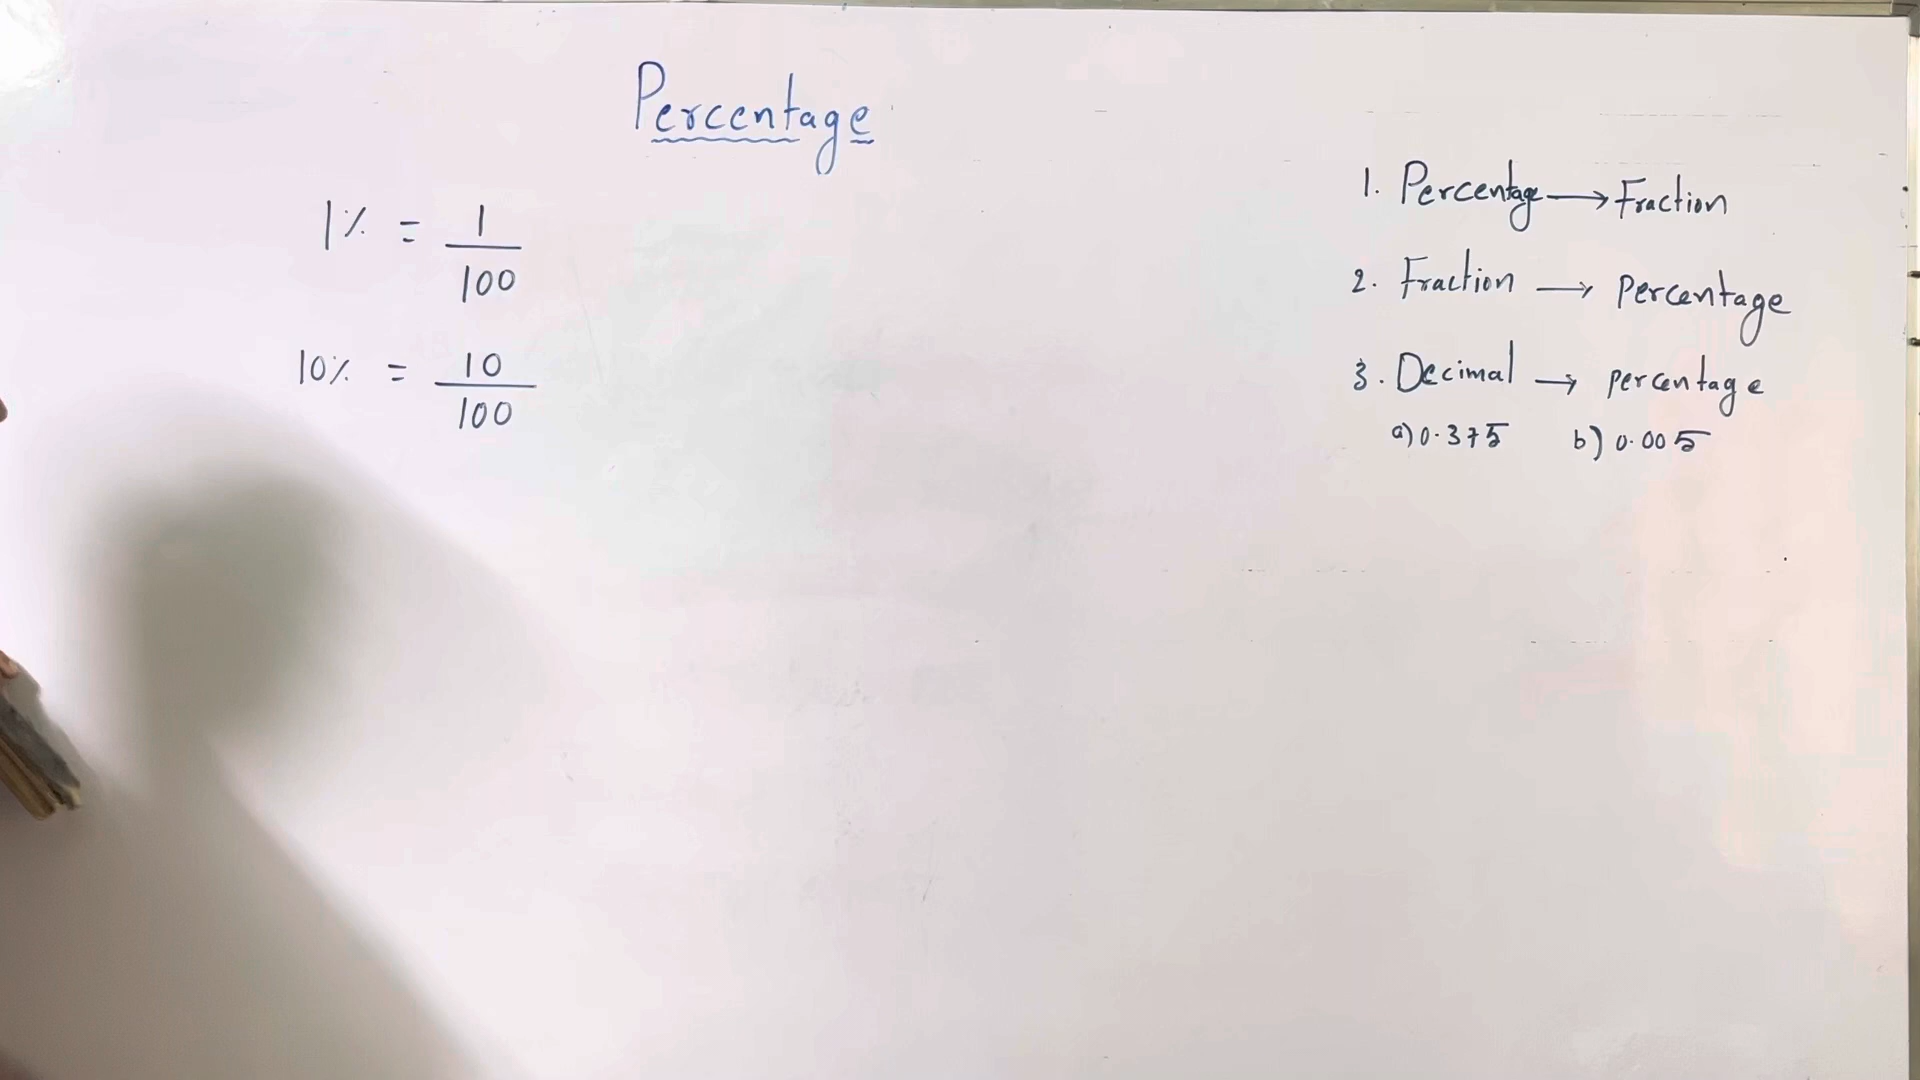 Percentage
1% = 1/100
10% = 10/100
1. Percentage → Fraction
2. Fraction → Percentage
3. Decimal → percentage
a) 0.375 b) 0.005